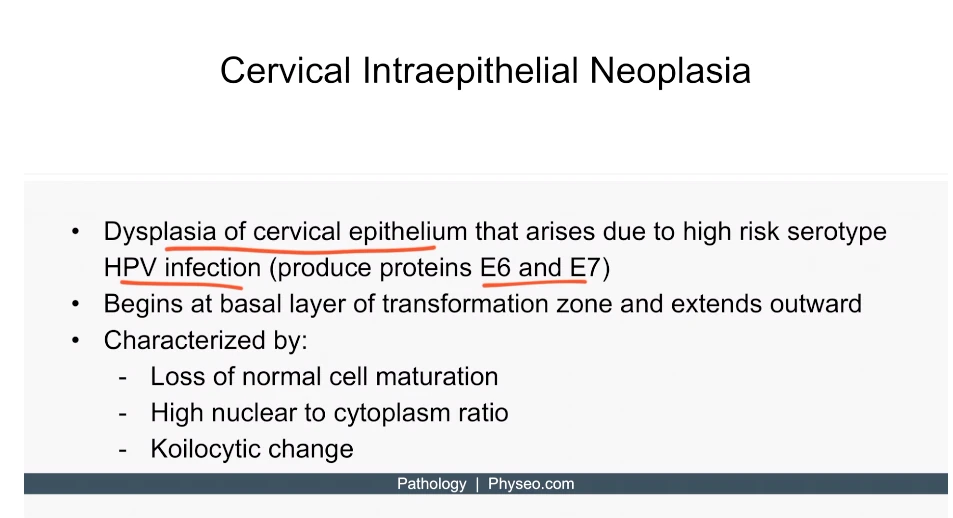 Cervical Intraepithelial Neoplasia
• Dysplasia of cervical epithelium that arises due to high risk serotype
HPV infection (produce proteins E6 and E7)
• Begins at basal layer of transformation zone and extends outward
• Characterized by:
- Loss of normal cell maturation
- High nuclear to cytoplasm ratio
- Koilocytic change
Pathology | Physeo.com